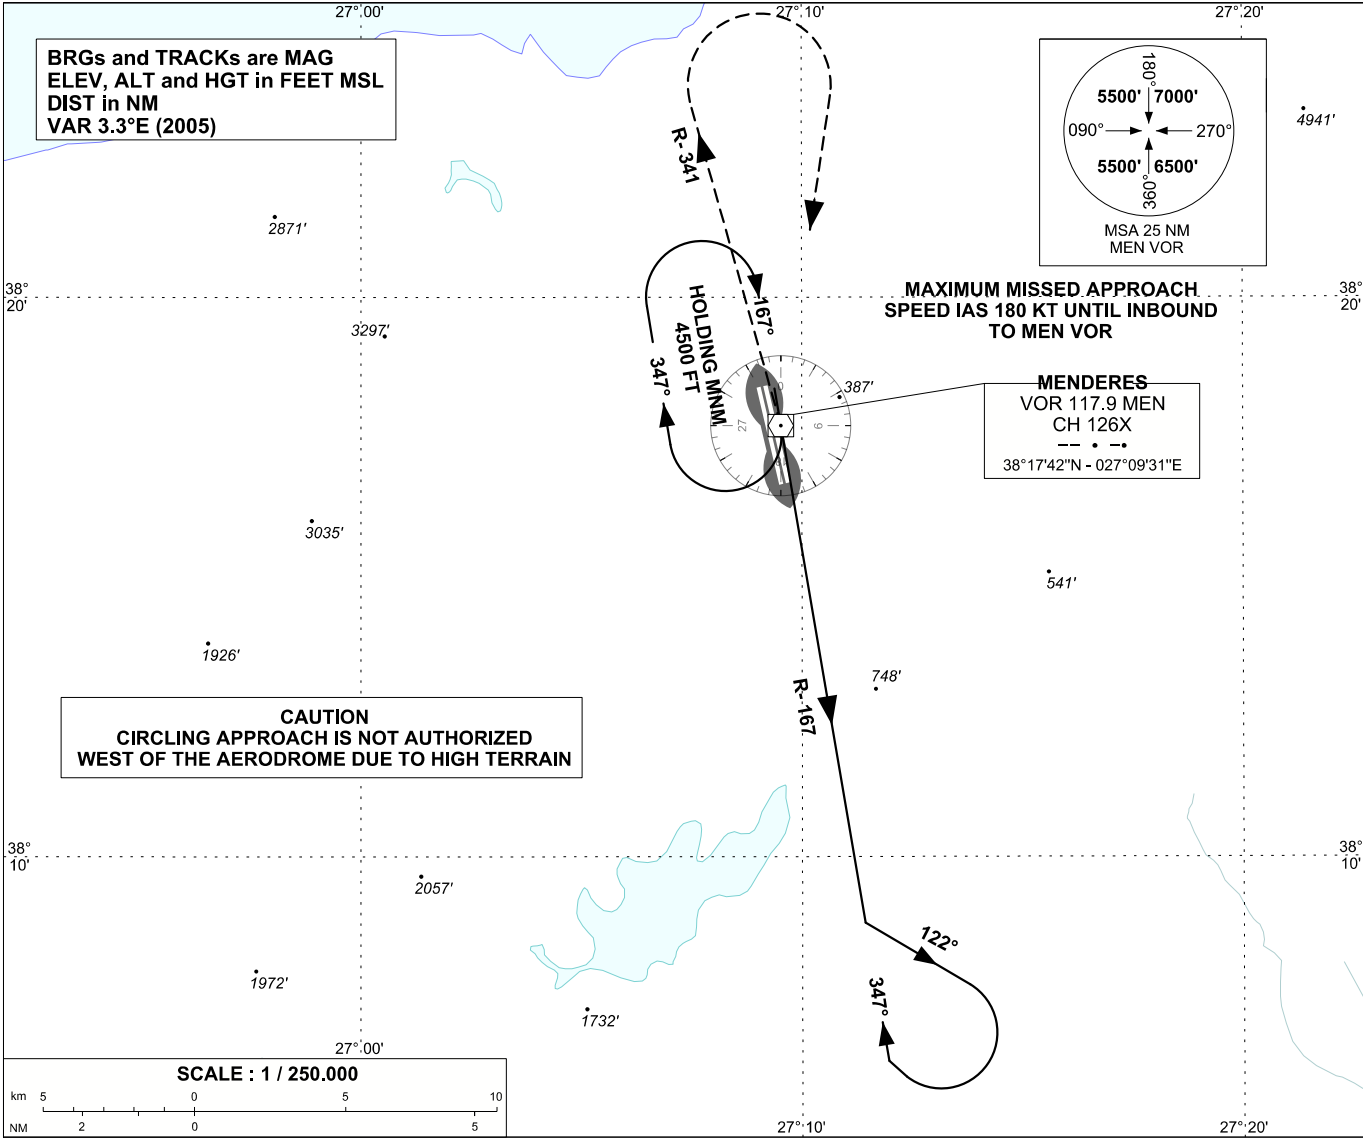 27°00'
27°10'
27°20'
BRGs and TRACKs are MAG
ELEV, ALT and HGT in FEET MSL
DIST in NM
VAR 3.3°E (2005)
180°
5500' 7000'
090° 270°
5500' 6500'
360°
MSA 25 NM
MEN VOR
4941'
R-341
2871'
38°
20'
MAXIMUM MISSED APPROACH
SPEED IAS 180 KT UNTIL INBOUND
TO MEN VOR
38°
20'
3297'
HOLDING MNM
4500 FT
167°
347°
387'
0
27
9
18
MENDERES
VOR 117.9 MEN
CH 126X
-- • -•
38°17'42"N - 027°09'31"E
3035'
541'
1926'
748'
R-167
CAUTION
CIRCLING APPROACH IS NOT AUTHORIZED
WEST OF THE AERODROME DUE TO HIGH TERRAIN
38°
10'
38°
10'
2057'
122°
1972'
347°
1732'
27°00'
SCALE : 1 / 250.000
km 5 0 5 10
NM 2 0 5
27°10'
27°20'